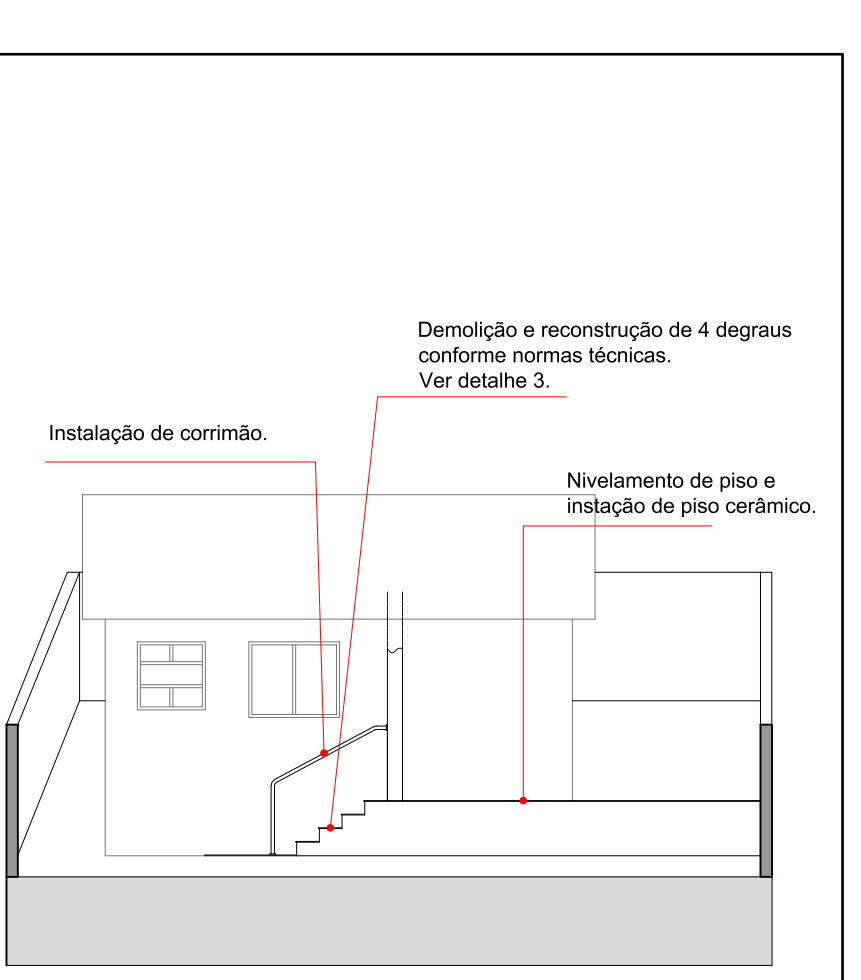 Demolição e reconstrução de 4 degraus
conforme normas técnicas.
Ver detalhe 3.
Instalação de corrimão.
Nivelamento de piso e
instação de piso cerâmico.